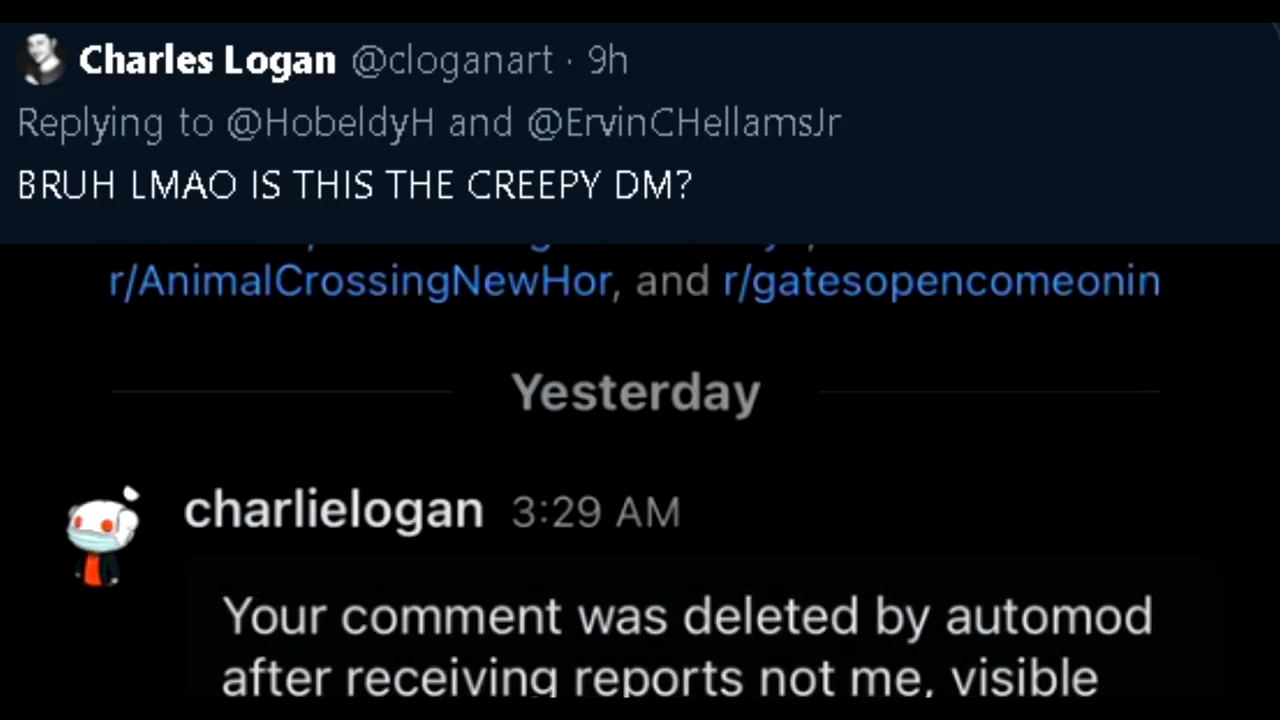 Charles Logan @cloganart · 9h
Replying to @HobeldyH and @ErvinCHellamsJr
BRUH LMAO IS THIS THE CREEPY DM?
r/AnimalCrossingNewHor, and r/gatesopencomeonin
Yesterday
charlielogan 3:29 AM
Your comment was deleted by automod
after receiving reports not me, visible